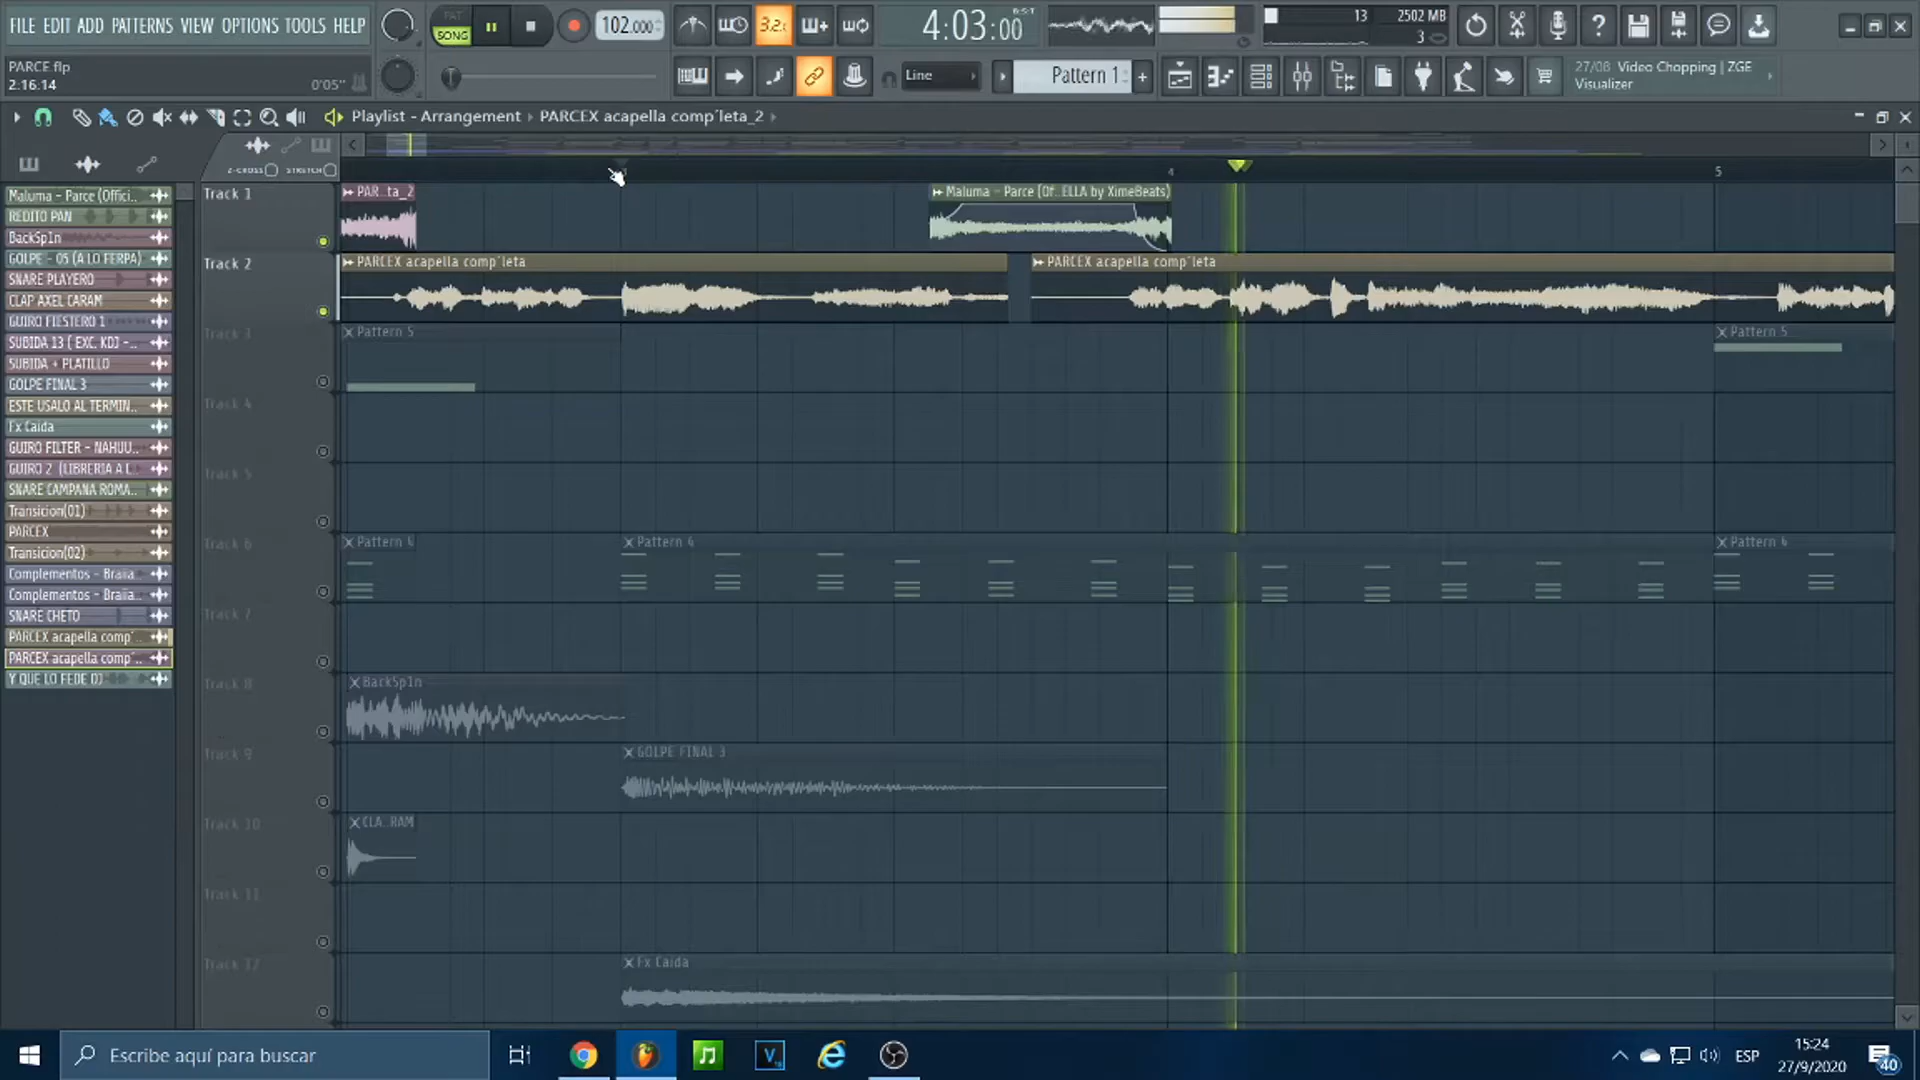 FILE EDIT ADD PATTERNS VIEW OPTIONS TOOLS HELP
PAT
SONG
102.000
3.2:
4:03:00
B:S:T
13
2502 MB
3
PARCE.flp
2.16.14
0'05"
Line
Pattern 1
27/08 Video Chopping | ZGE
Visualizer
Playlist - Arrangement › PARCEX acapella comp´leta_2
Z-CROSS
STRETCH
3
4
5
Maluma - Parce (Offici..
REDITO PAN
BackSp1n
GOLPE - 05 (A LO FERPA)
SNARE PLAYERO
CLAP AXEL CARAM
GUIRO FIESTERO 1
SUBIDA 13 ( EXC. KDJ -..
SUBIDA + PLATILLO
GOLPE FINAL 3
ESTE USALO AL TERMIN..
Fx Caida
GUIRO FILTER - NAHUU..
GUIRO 2 (LIBRERIA A L..
SNARE CAMPANA ROMA..
Transicion(01)
PARCEX
Transicion(02)
Complementos - Braiia..
Complementos - Braiia..
SNARE CHETO
PARCEX acapella comp´..
PARCEX acapella comp´..
Y QUE LO FEDE DJ
Track 1
PAR..ta_2
Maluma - Parce (Of..ELLA by XimeBeats)
Track 2
PARCEX acapella comp´leta
PARCEX acapella comp´leta
Track 3
Pattern 5
Pattern 5
Track 4
Track 5
Track 6
Pattern 4
Pattern 4
Pattern 4
Track 7
Track 8
BackSp1n
Track 9
GOLPE FINAL 3
Track 10
CLA..RAM
Track 11
Track 12
Fx Caida
Escribe aquí para buscar
ESP
15:24
27/9/2020
40